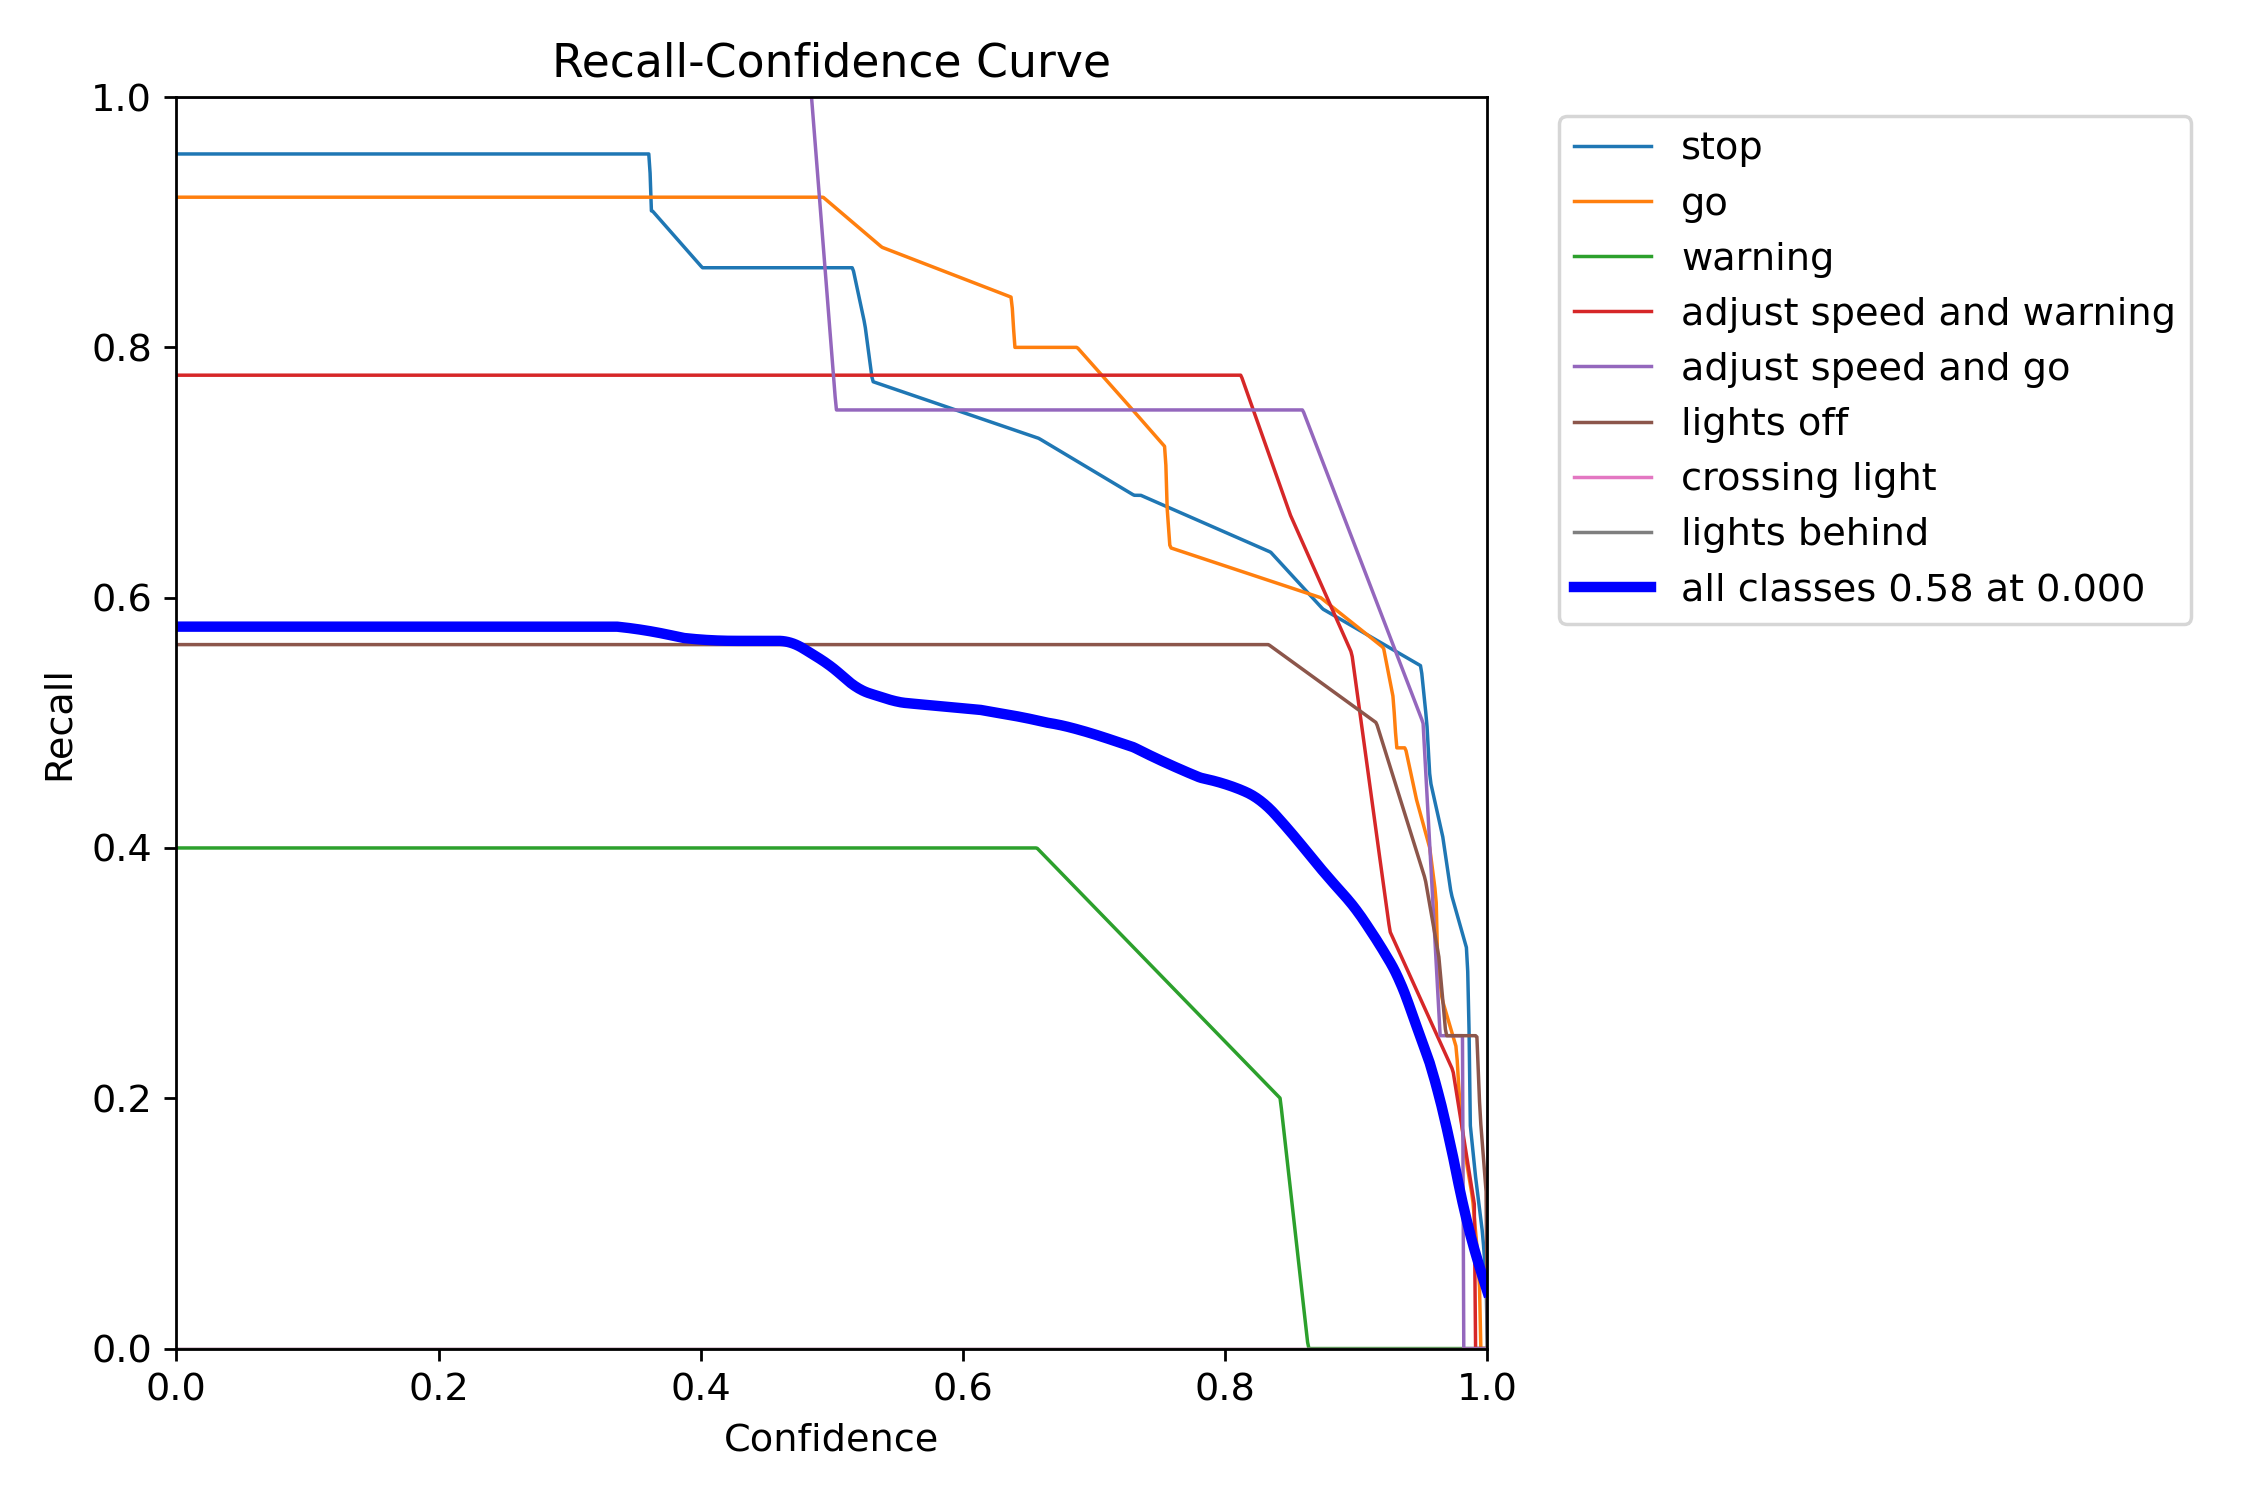 Recall-Confidence Curve
1.0
0.8
0.6
0.4
0.2
0.0
Recall
0.0 0.2 0.4 0.6 0.8 1.0
Confidence
stop
go
warning
adjust speed and warning
adjust speed and go
lights off
crossing light
lights behind
all classes 0.58 at 0.000